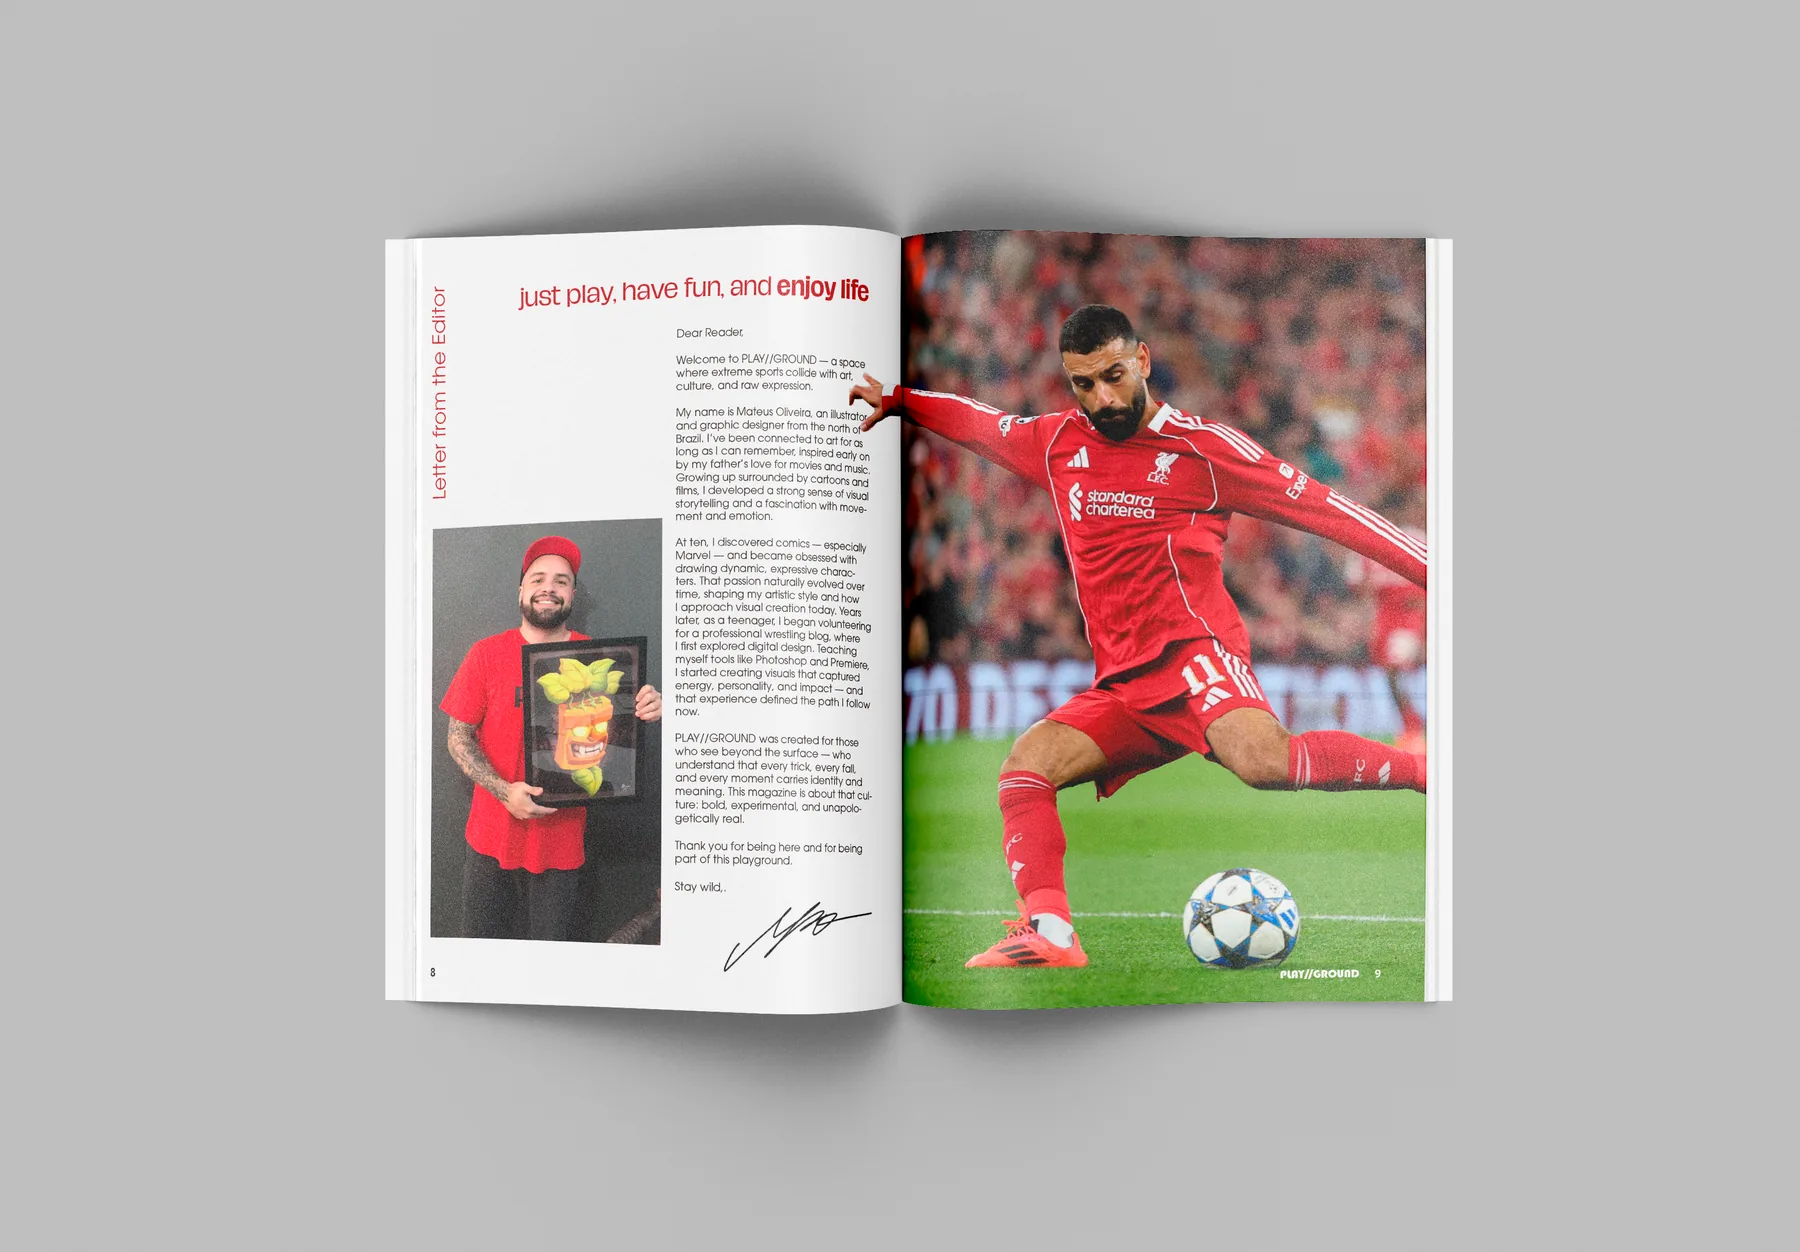 Letter from the Editor
just play, have fun, and enjoy life
Dear Reader,
Welcome to PLAY//GROUND — a space
where extreme sports collide with art,
culture, and raw expression.
My name is Mateus Oliveira, an illustrator
and graphic designer from the north of
Brazil. I've been connected to art for as
long as I can remember, inspired early on
by my father's love for movies and music.
Growing up surrounded by cartoons and
films, I developed a strong sense of visual
storytelling and a fascination with move-
ment and emotion.
At ten, I discovered comics — especially
Marvel — and became obsessed with
drawing dynamic, expressive charac-
ters. That passion naturally evolved over
time, shaping my artistic style and how
I approach visual creation today. Years
later, as a teenager, I began volunteering
for a professional wrestling blog, where
I first explored digital design. Teaching
myself tools like Photoshop and Premiere,
I started creating visuals that captured
energy, personality, and impact — and
that experience defined the path I follow
now.
PLAY//GROUND was created for those
who see beyond the surface — who
understand that every trick, every fall,
and every moment carries identity and
meaning. This magazine is about that cul-
ture: bold, experimental, and unapolo-
getically real.
Thank you for being here and for being
part of this playground.
Stay wild,.
8
L.F.C.
standard
chartered
Expe
11
FC
PLAY//GROUND 9